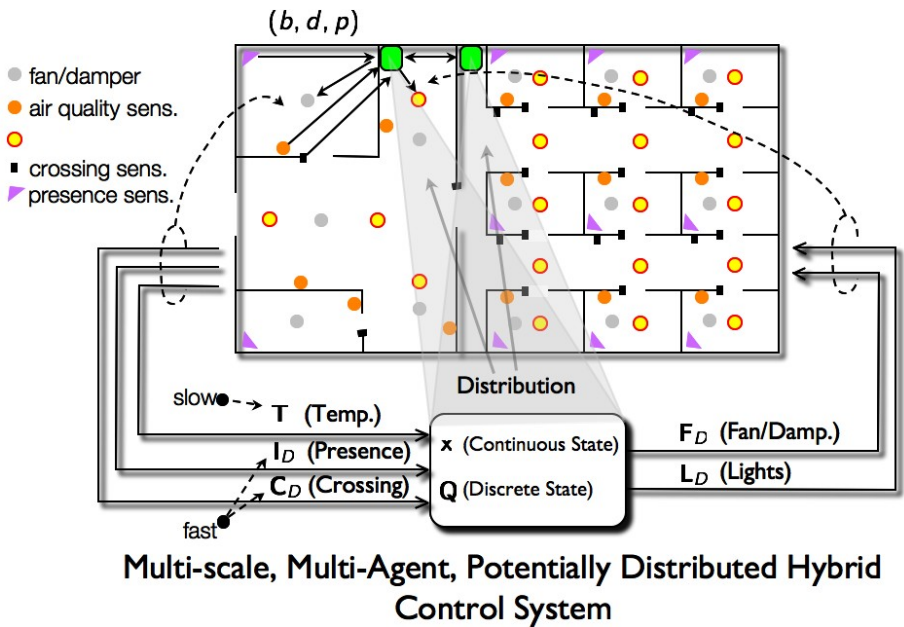 (b, d, p)
fan/damper
air quality sens.
crossing sens.
presence sens.
Distribution
slow
T (Temp.)
I_D (Presence)
C_D (Crossing)
fast
x (Continuous State)
Q (Discrete State)
F_D (Fan/Damp.)
L_D (Lights)
Multi-scale, Multi-Agent, Potentially Distributed Hybrid
Control System